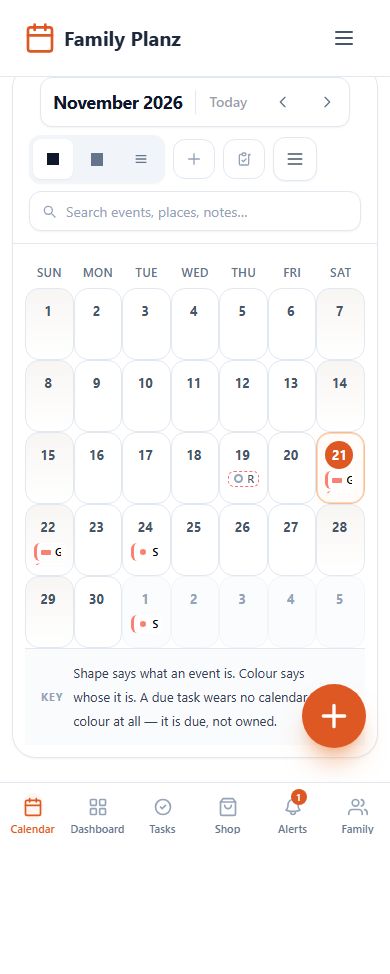 Family Planz
November 2026 Today
Search events, places, notes...
SUN MON TUE WED THU FRI SAT
1 2 3 4 5 6 7
8 9 10 11 12 13 14
15 16 17 18 19 20 21
R G
22 23 24 25 26 27 28
G S
29 30 1 2 3 4 5
S
Shape says what an event is. Colour says
KEY whose it is. A due task wears no calendar
colour at all — it is due, not owned.
1
Calendar Dashboard Tasks Shop Alerts Family